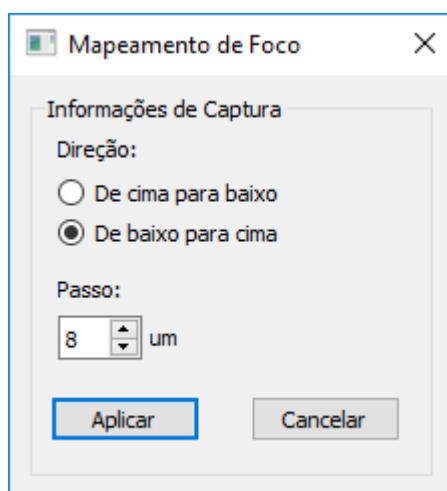 Mapeamento de Foco
Informações de Captura
Direção:
De cima para baixo
De baixo para cima
Passo:
8 um
Aplicar Cancelar